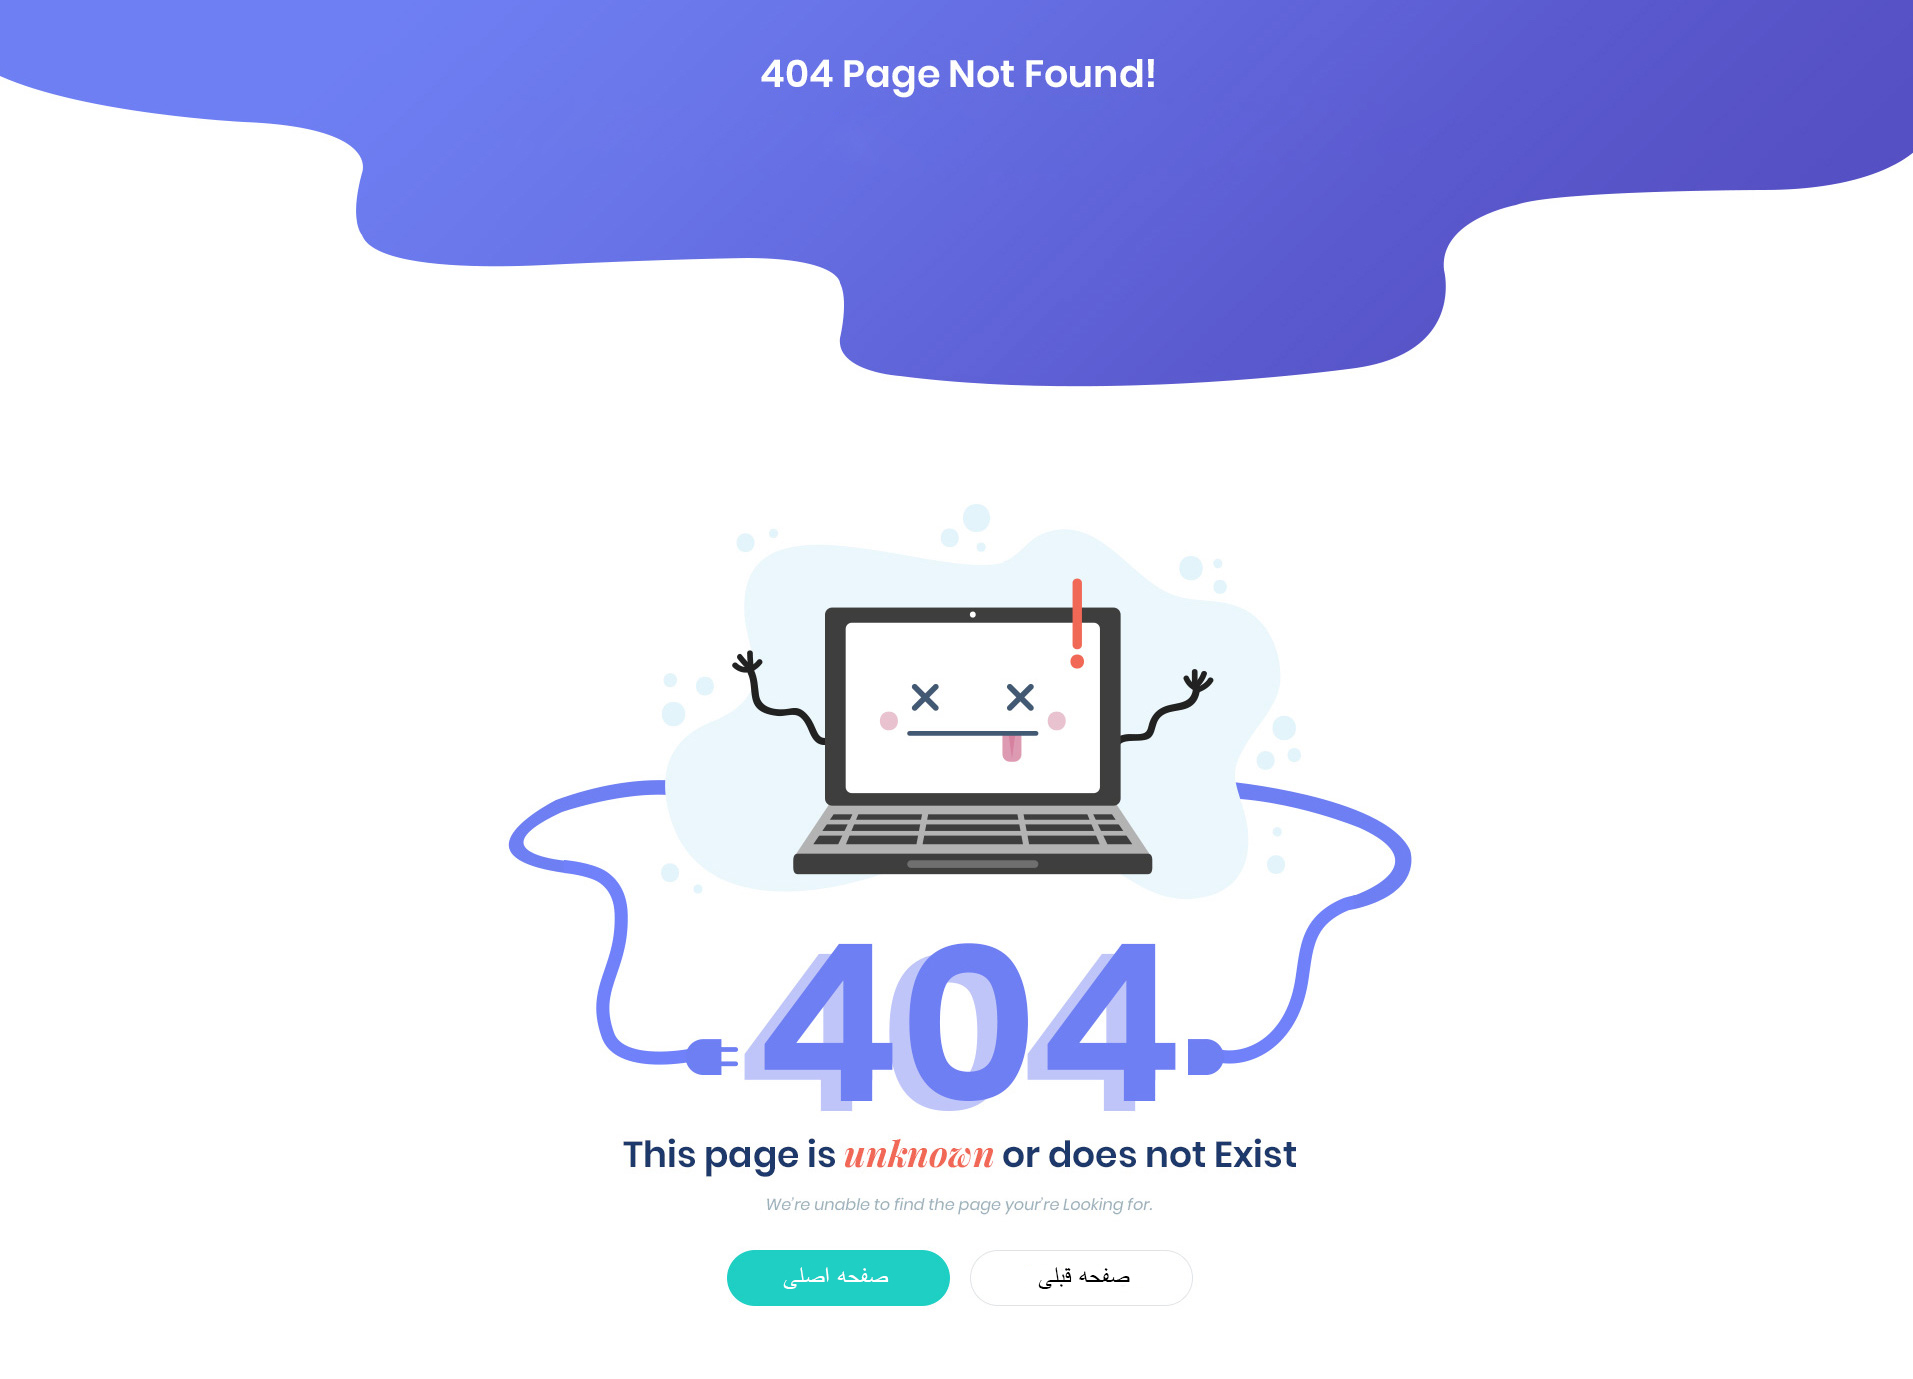 404 Page Not Found!
404
This page is unknown or does not Exist
We're unable to find the page your're Looking for.
صفحه قبلی
صفحه اصلی